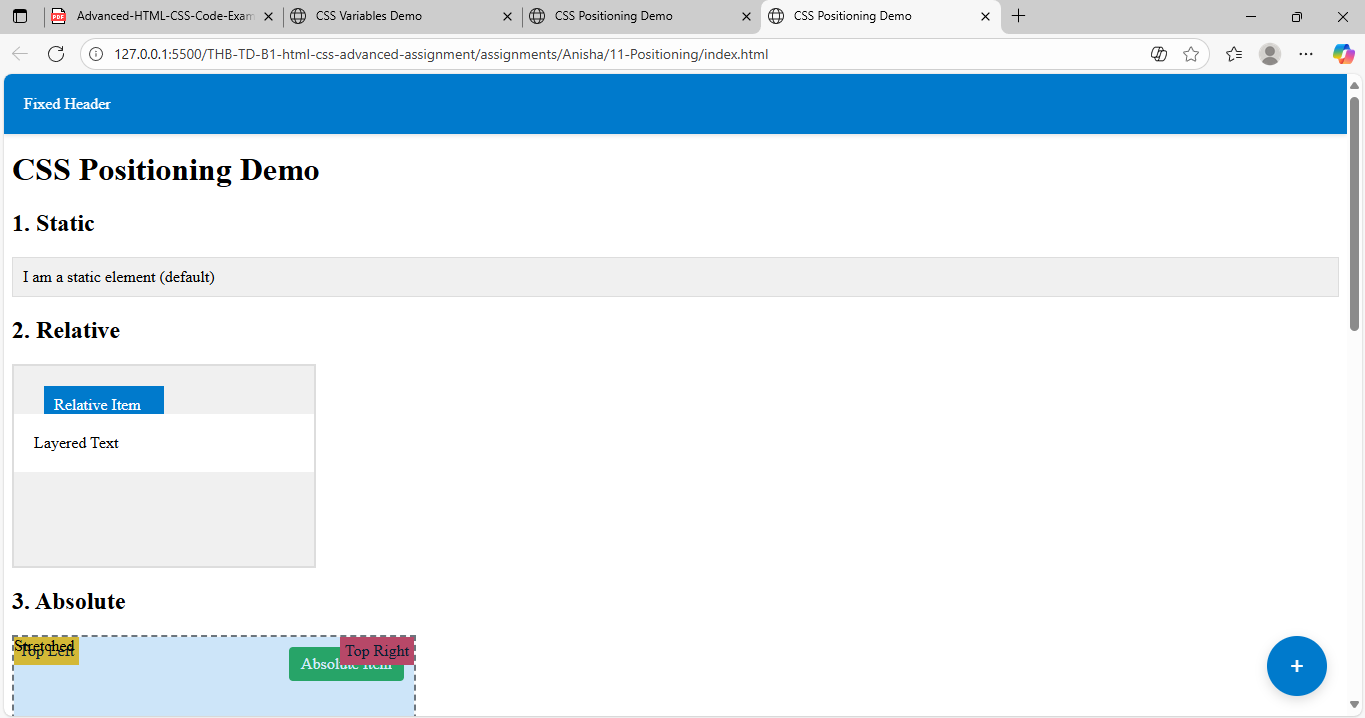 Advanced-HTML-CSS-Code-Exam
CSS Variables Demo
CSS Positioning Demo
CSS Positioning Demo
127.0.0.1:5500/THB-TD-B1-html-css-advanced-assignment/assignments/Anisha/11-Positioning/index.html
Fixed Header
CSS Positioning Demo
1. Static
I am a static element (default)
2. Relative
Relative Item
Layered Text
3. Absolute
Stretched
Top Left
Top Right
Absolute Item
+